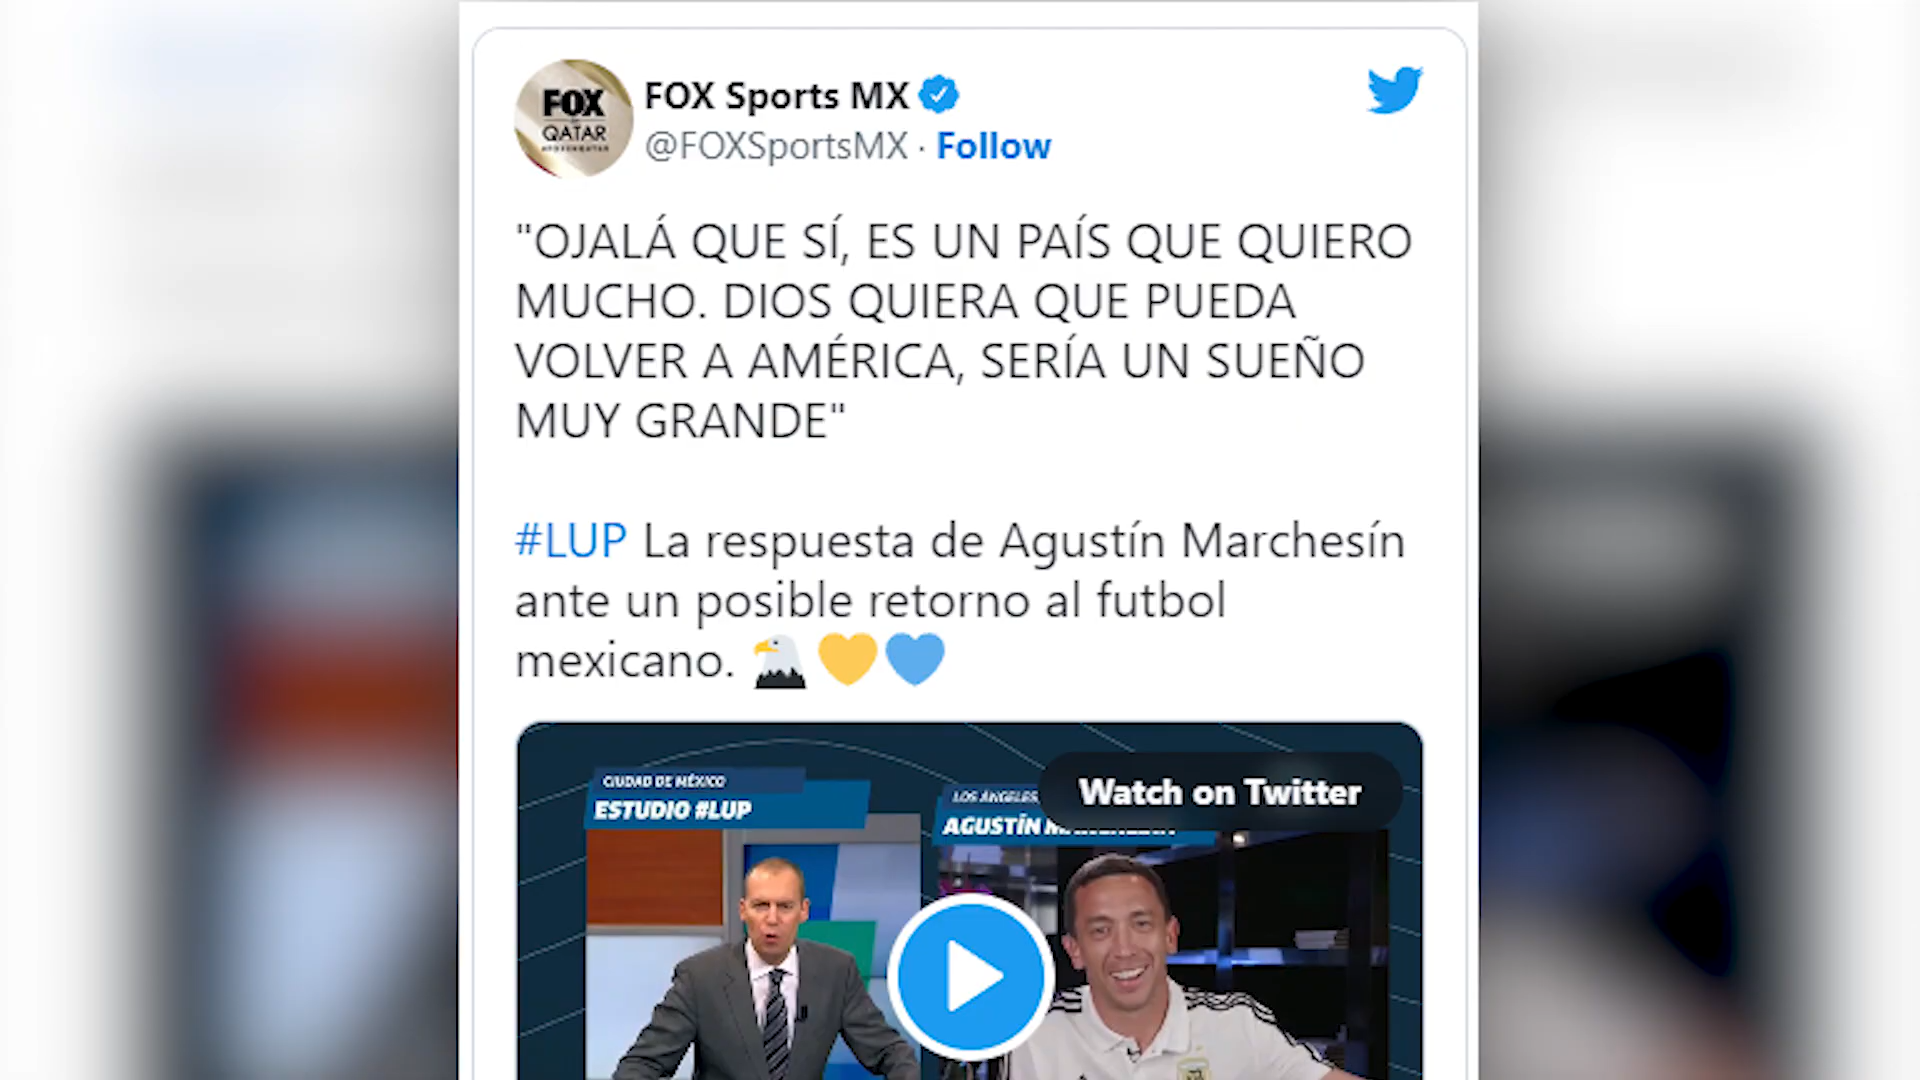 FOX Sports MX
FOX
QATAR
@FOXSportsMX · Follow
"OJALÁ QUE SÍ, ES UN PAÍS QUE QUIERO
MUCHO. DIOS QUIERA QUE PUEDA
VOLVER A AMÉRICA, SERÍA UN SUEÑO
MUY GRANDE"
#LUP La respuesta de Agustín Marchesín
ante un posible retorno al futbol
mexicano.
CIUDAD DE MÉXICO
ESTUDIO #LUP
LOS ÁNGELES,
AGUSTÍN
Watch on Twitter